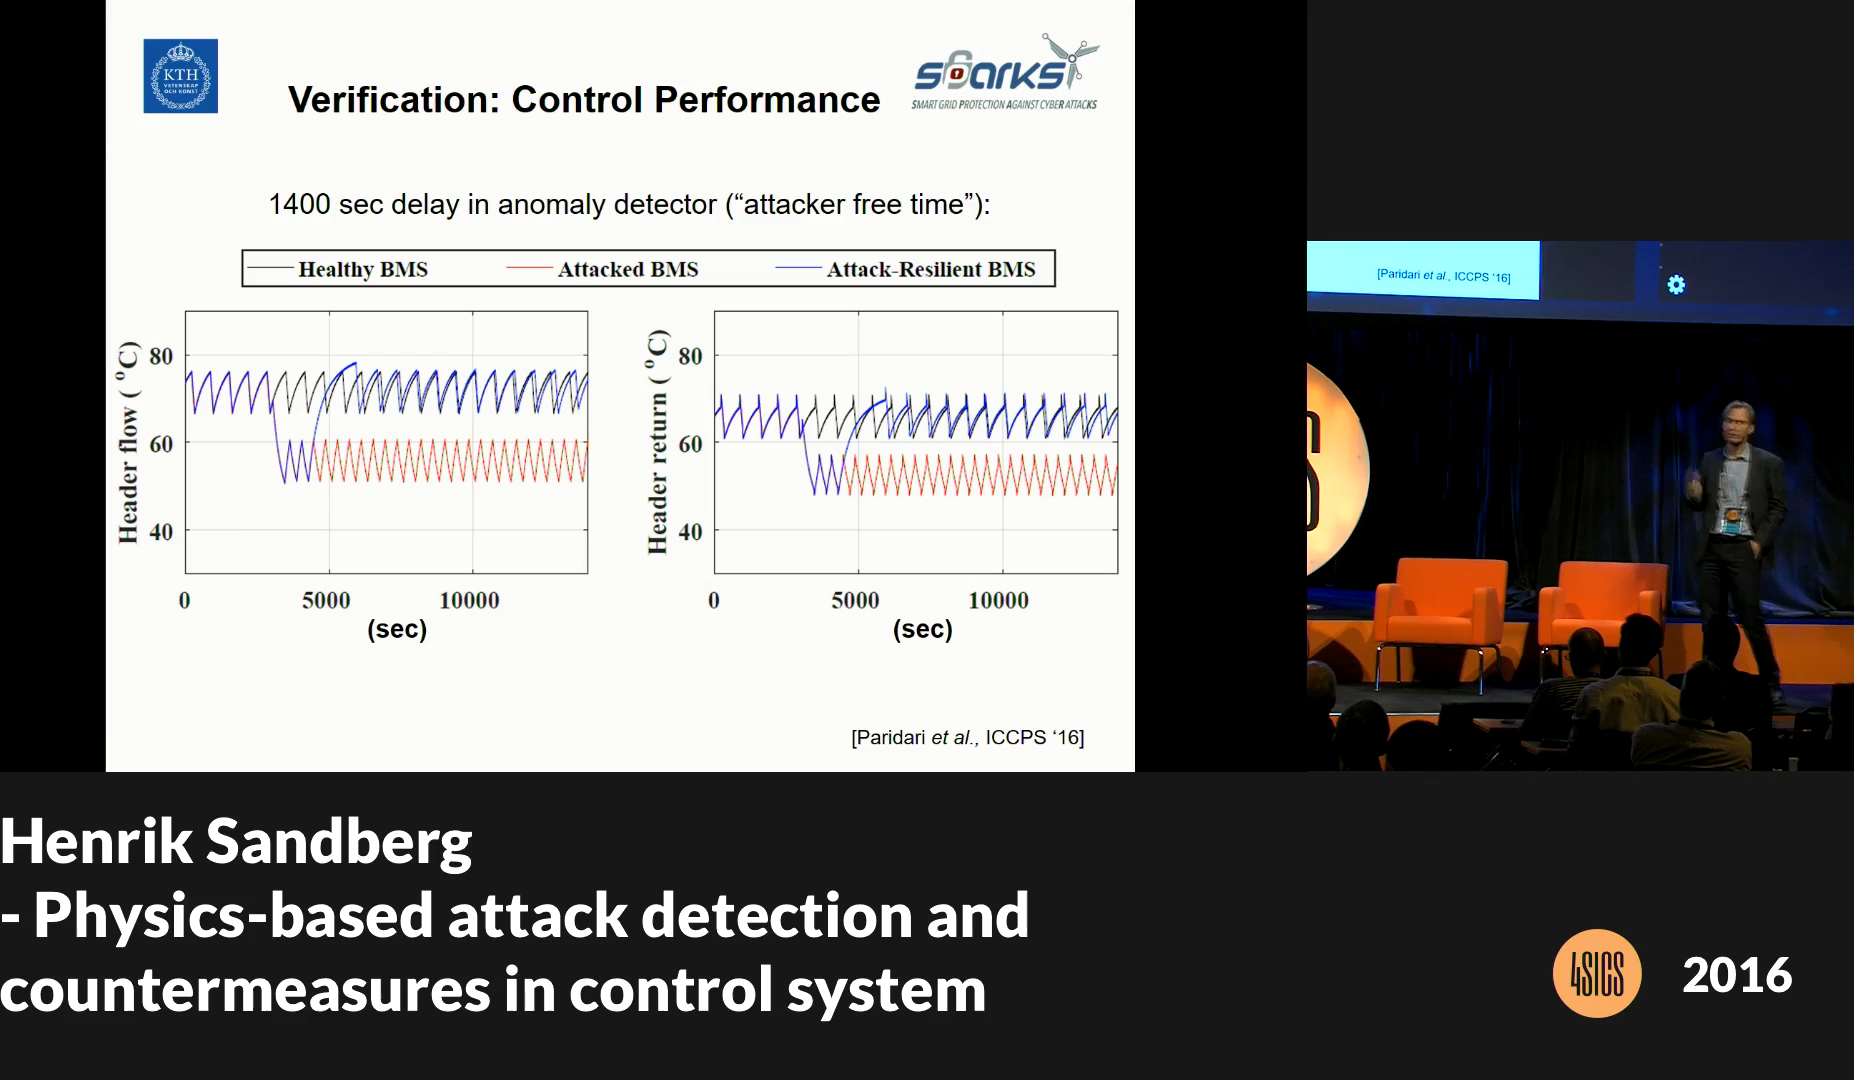 KTH
VETENSKAP
OCH KONST
SPARKS
SMART GRID PROTECTION AGAINST CYBER ATTACKS
Verification: Control Performance
1400 sec delay in anomaly detector (“attacker free time”):
Healthy BMS
Attacked BMS
Attack-Resilient BMS
Header flow ( °C)
80
60
40
0
5000
10000
(sec)
Header return ( °C)
80
60
40
0
5000
10000
(sec)
[Paridari et al., ICCPS ‘16]
[Paridari et al., ICCPS ‘16]
Henrik Sandberg
- Physics-based attack detection and
countermeasures in control system
4SICS
2016